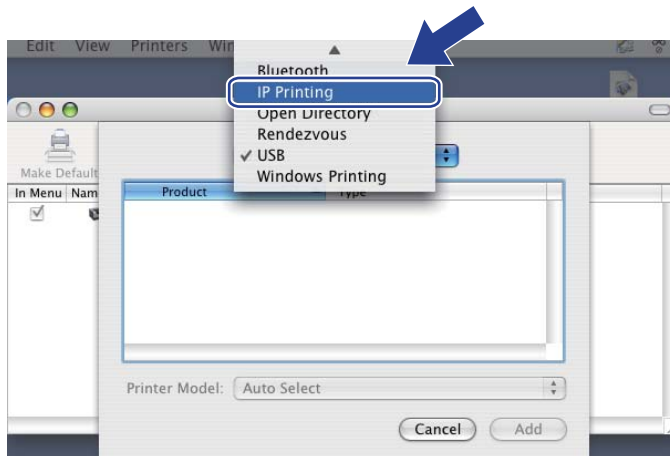 Edit View Printers
Bluetooth
IP Printing
Open Directory
Rendezvous
✓ USB
Windows Printing
Make Default
In Menu Nam
Product Type
Printer Model: Auto Select
Cancel Add